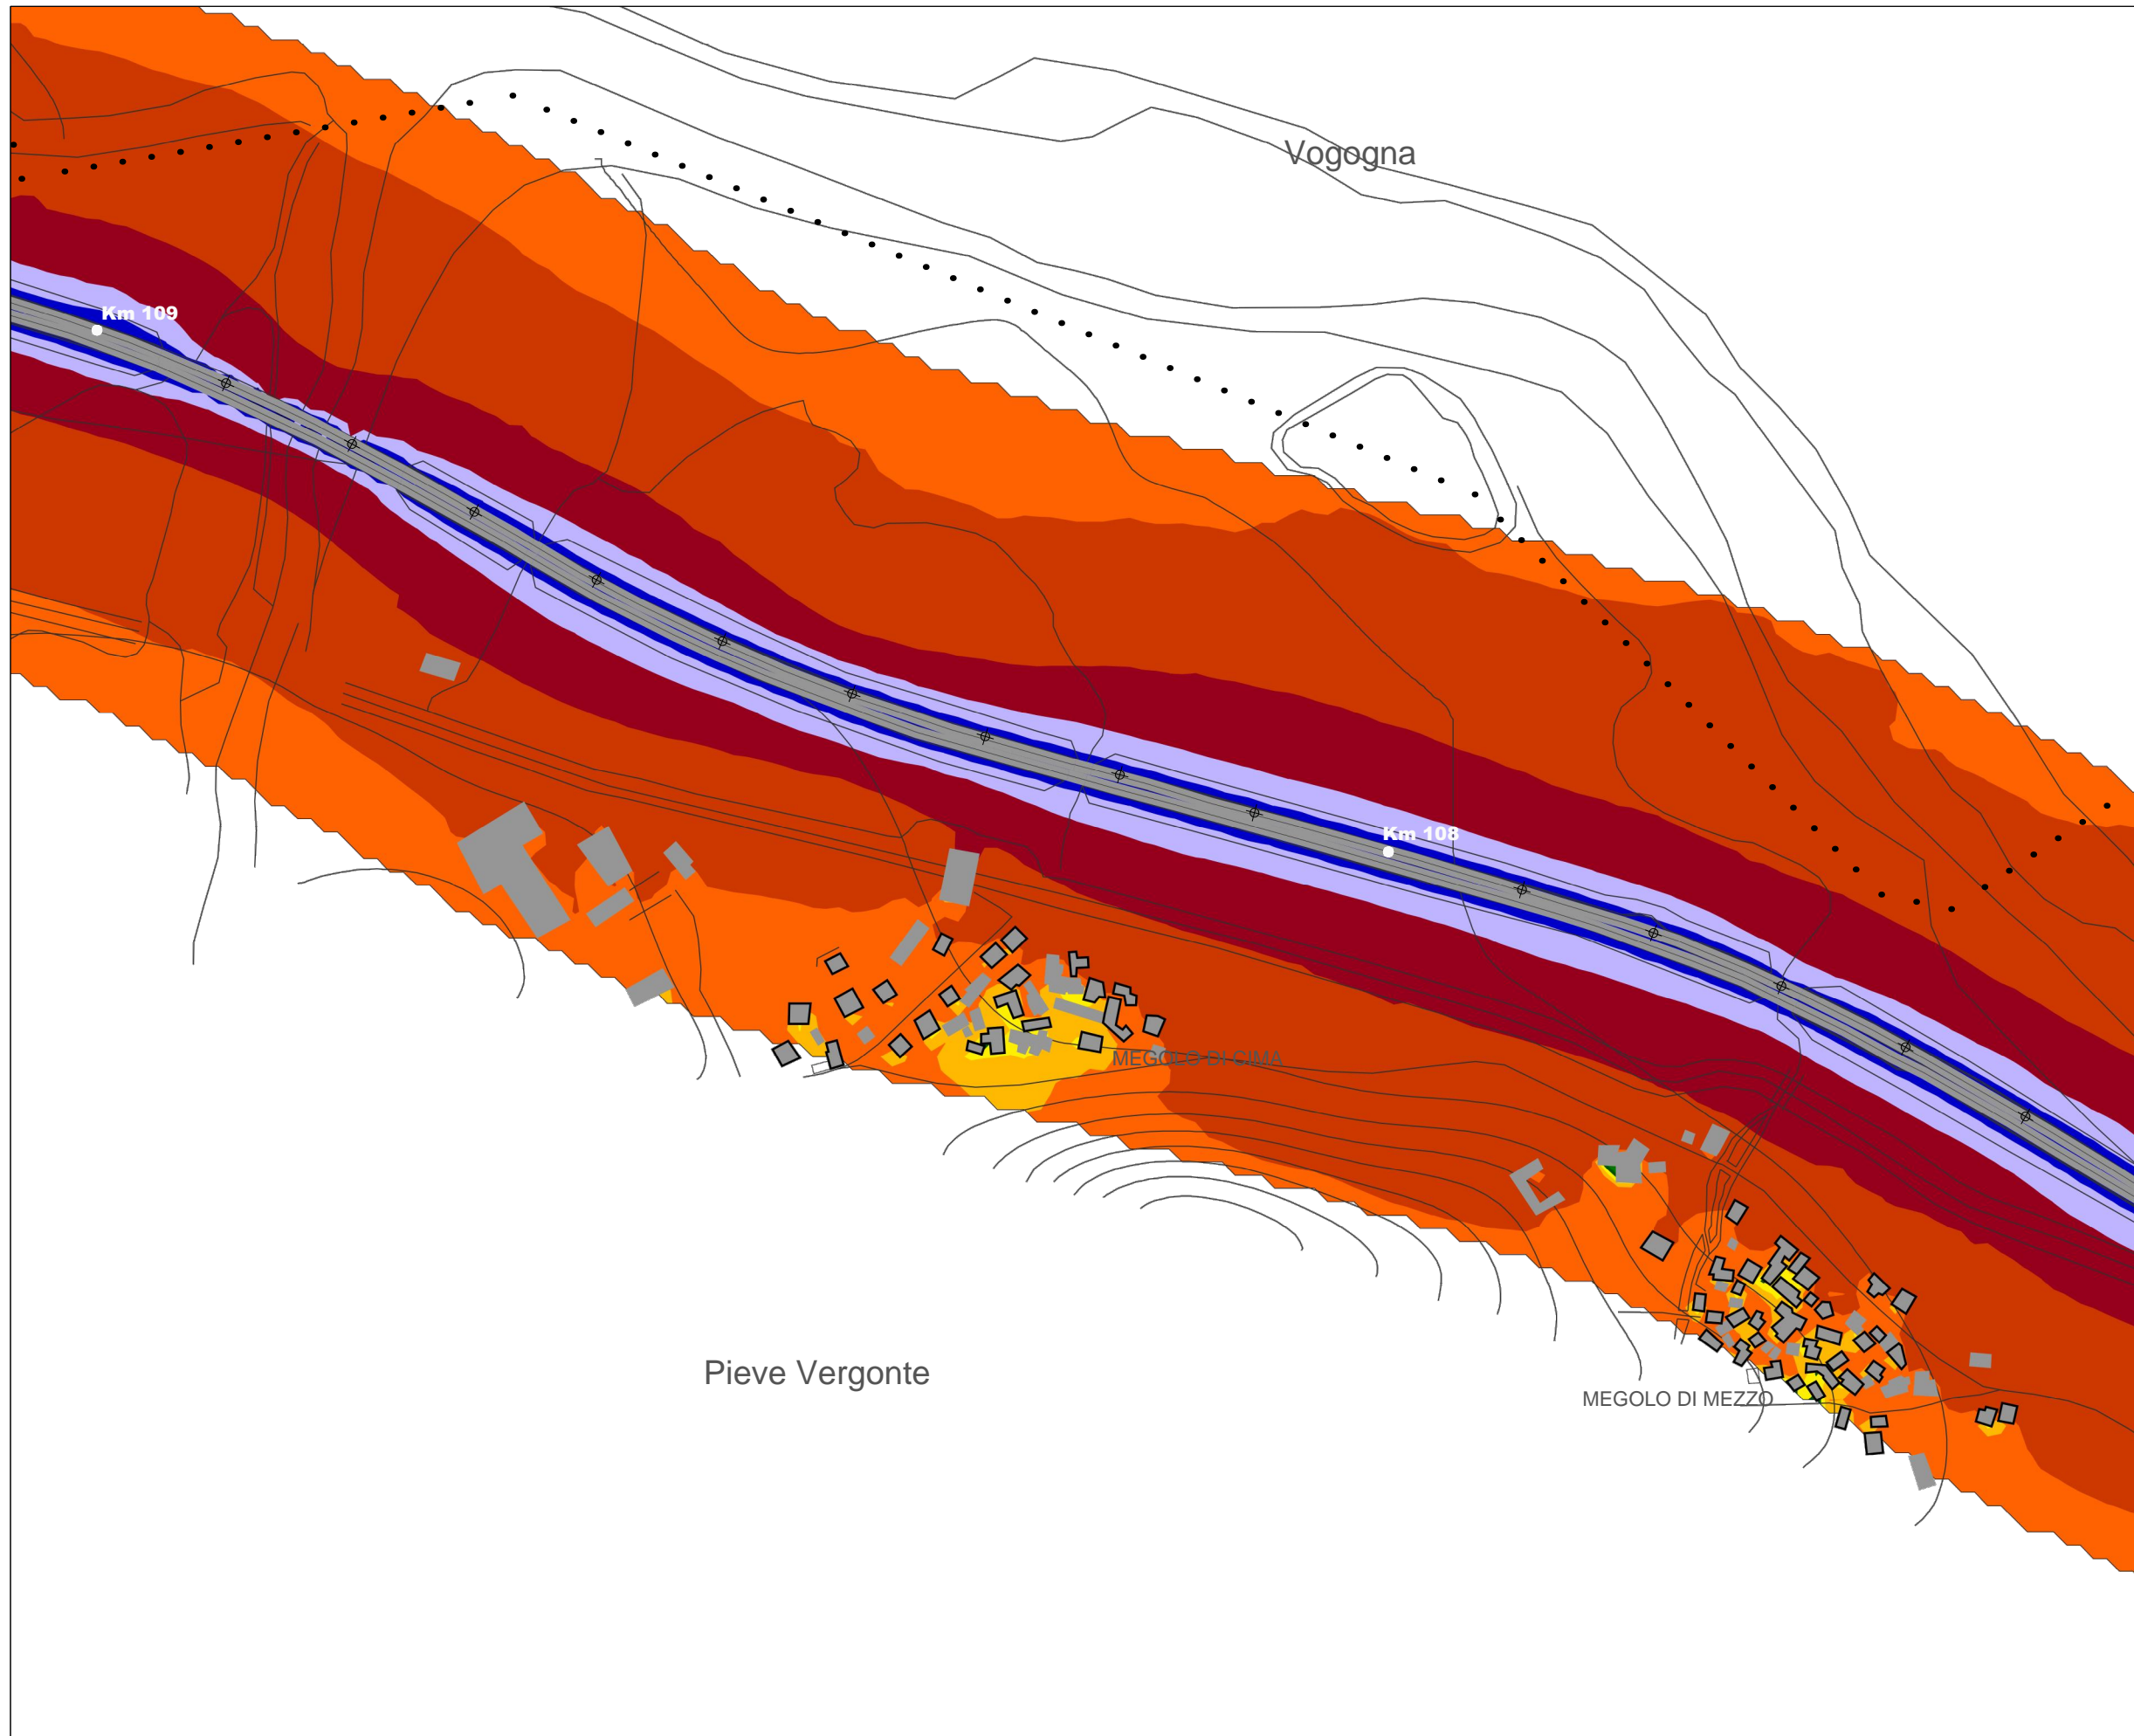 Vogogna
Km 109
Km 108
MEGOLO DI CIMA
Pieve Vergonte
MEGOLO DI MEZZO